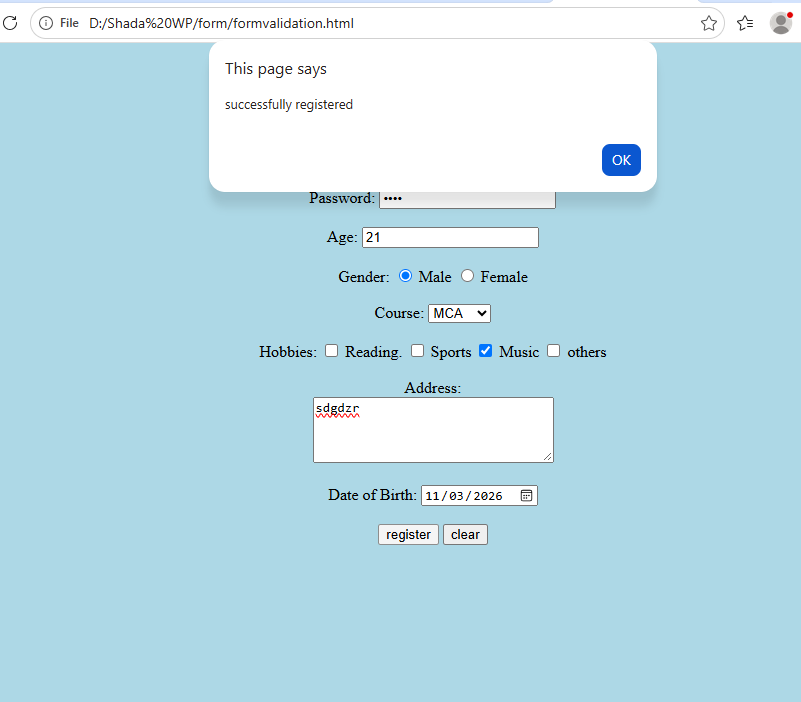 File D:/Shada%20WP/form/formvalidation.html
This page says
successfully registered
OK
Password: ••••
Age: 21
Gender: Male Female
Course: MCA
Hobbies: Reading. Sports Music others
Address:
sdgdzr
Date of Birth: 11/03/2026
register clear